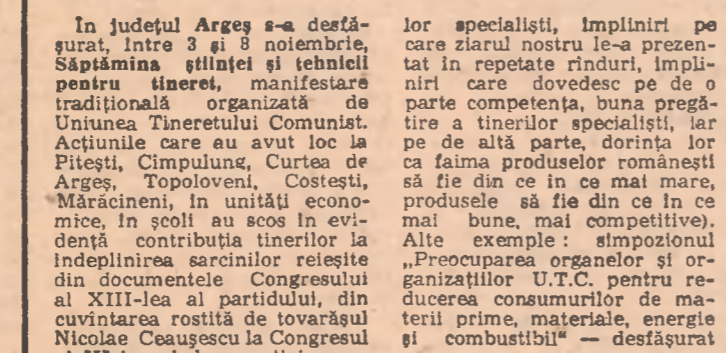 În județul Argeș s-a desfă-
șurat, între 3 și 8 noiembrie,
Săptămîna științei și tehnicii
pentru tineret, manifestare
tradițională organizată de
Uniunea Tineretului Comunist.
Acțiunile care au avut loc la
Pitești, Cîmpulung, Curtea de
Argeș, Topoloveni, Costești,
Mărăcineni, în unități econo-
mice, în școli au scos în evi-
dență contribuția tinerilor la
îndeplinirea sarcinilor reieșite
din documentele Congresului
al XIII-lea al partidului, din
cuvîntarea rostită de tovarășul
Nicolae Ceaușescu la Congresul
lor specialiști, împliniri pe
care ziarul nostru le-a prezen-
tat în repetate rînduri, împli-
niri care dovedesc pe de o
parte competența, buna pregă-
tire a tinerilor specialiști, iar
pe de altă parte, dorința lor
ca faima produselor românești
să fie din ce în ce mai mare,
produsele să fie din ce în ce
mai bune, mai competitive).
Alte exemple : simpozionul
„Preocuparea organelor și or-
ganizațiilor U.T.C. pentru re-
ducerea consumurilor de ma-
terii prime, materiale, energie
și combustibil“ — desfășurat